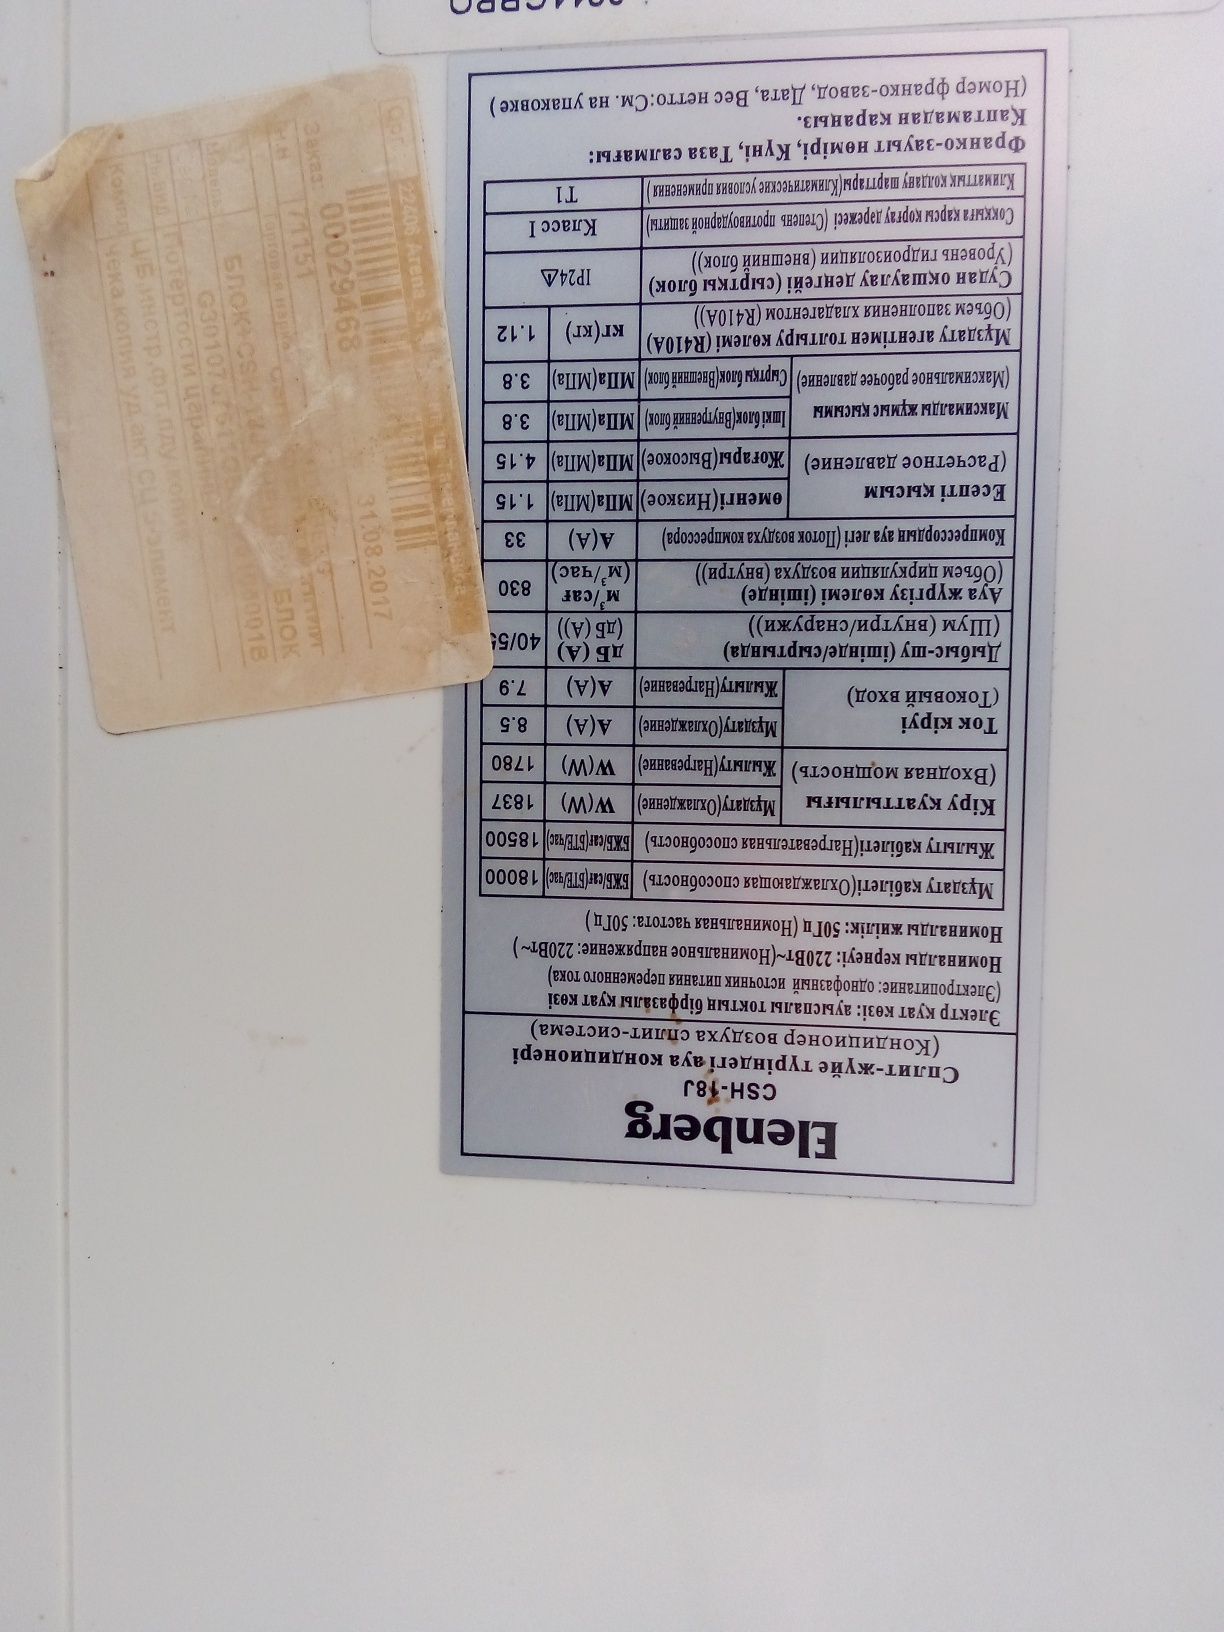 Elenberg
CSH-18J
Сплит-жүйе түріндегі ауа кондиционері
(Кондиционер воздуха сплит-система)
Электр қуат көзі: ауыспалы токтың бірфазалы қуат көзі
(Электропитание: однофазный источник питания переменного тока)
Номиналды кернеуі: 220Вт~(Номинальное напряжение: 220Вт~)
Номиналды жиілік: 50Гц (Номинальная частота: 50Гц)
Мұздату қабілеті(Охлаждающая способность) БЖБ/сағ(БТЕ/час) 18000
Жылыту қабілеті(Нагревательная способность) БЖБ/сағ(БТЕ/час) 18500
Кіру қуаттылығы (Входная мощность) Мұздату(Охлаждение) W(W) 1837
Жылыту(Нагревание) W(W) 1780
Ток кіруі (Токовый вход) Мұздату(Охлаждение) А(А) 8.5
Жылыту(Нагревание) А(А) 7.9
Дыбыс-шу (ішінде/сыртында) дБ (А)
(Шум (внутри/снаружи)) (дБ (А)) 40/55
Ауа жүргізу көлемі (ішінде) м³/сағ
(Объем циркуляции воздуха (внутри)) (м³/час) 830
Компрессордың ауа легі (Поток воздуха компрессора) А(А) 33
Есепті қысым (Расчетное давление) өменгі(Низкое) МПа(МПа) 1.15
Жоғары(Высокое) МПа(МПа) 4.15
Максималды жұмыс қысымы (Максимальное рабочее давление) Ішкі блок(Внутренний блок) МПа(МПа) 3.8
Сыртқы блок(Внешний блок) МПа(МПа) 3.8
Мұздату агентімен толтыру көлемі (R410A)
(Объем заполнения хладагентом (R410A)) кг(кг) 1.12
Судан оқшаулау деңгейі (сыртқы блок)
(Уровень гидроизоляции (внешний блок)) IP24
Соққыға қарсы қорғау дәрежесі (Степень противоударной защиты) Класс I
Климаттық қолдану шарттары(Климатические условия применения) Т1
Франко-зауыт нөмірі, Күні, Таза салмағы:
Қаптамадан қараңыз.
(Номер франко-завод, Дата, Вес нетто:См. на упаковке)
31.08.2017
00029468
БЛОК